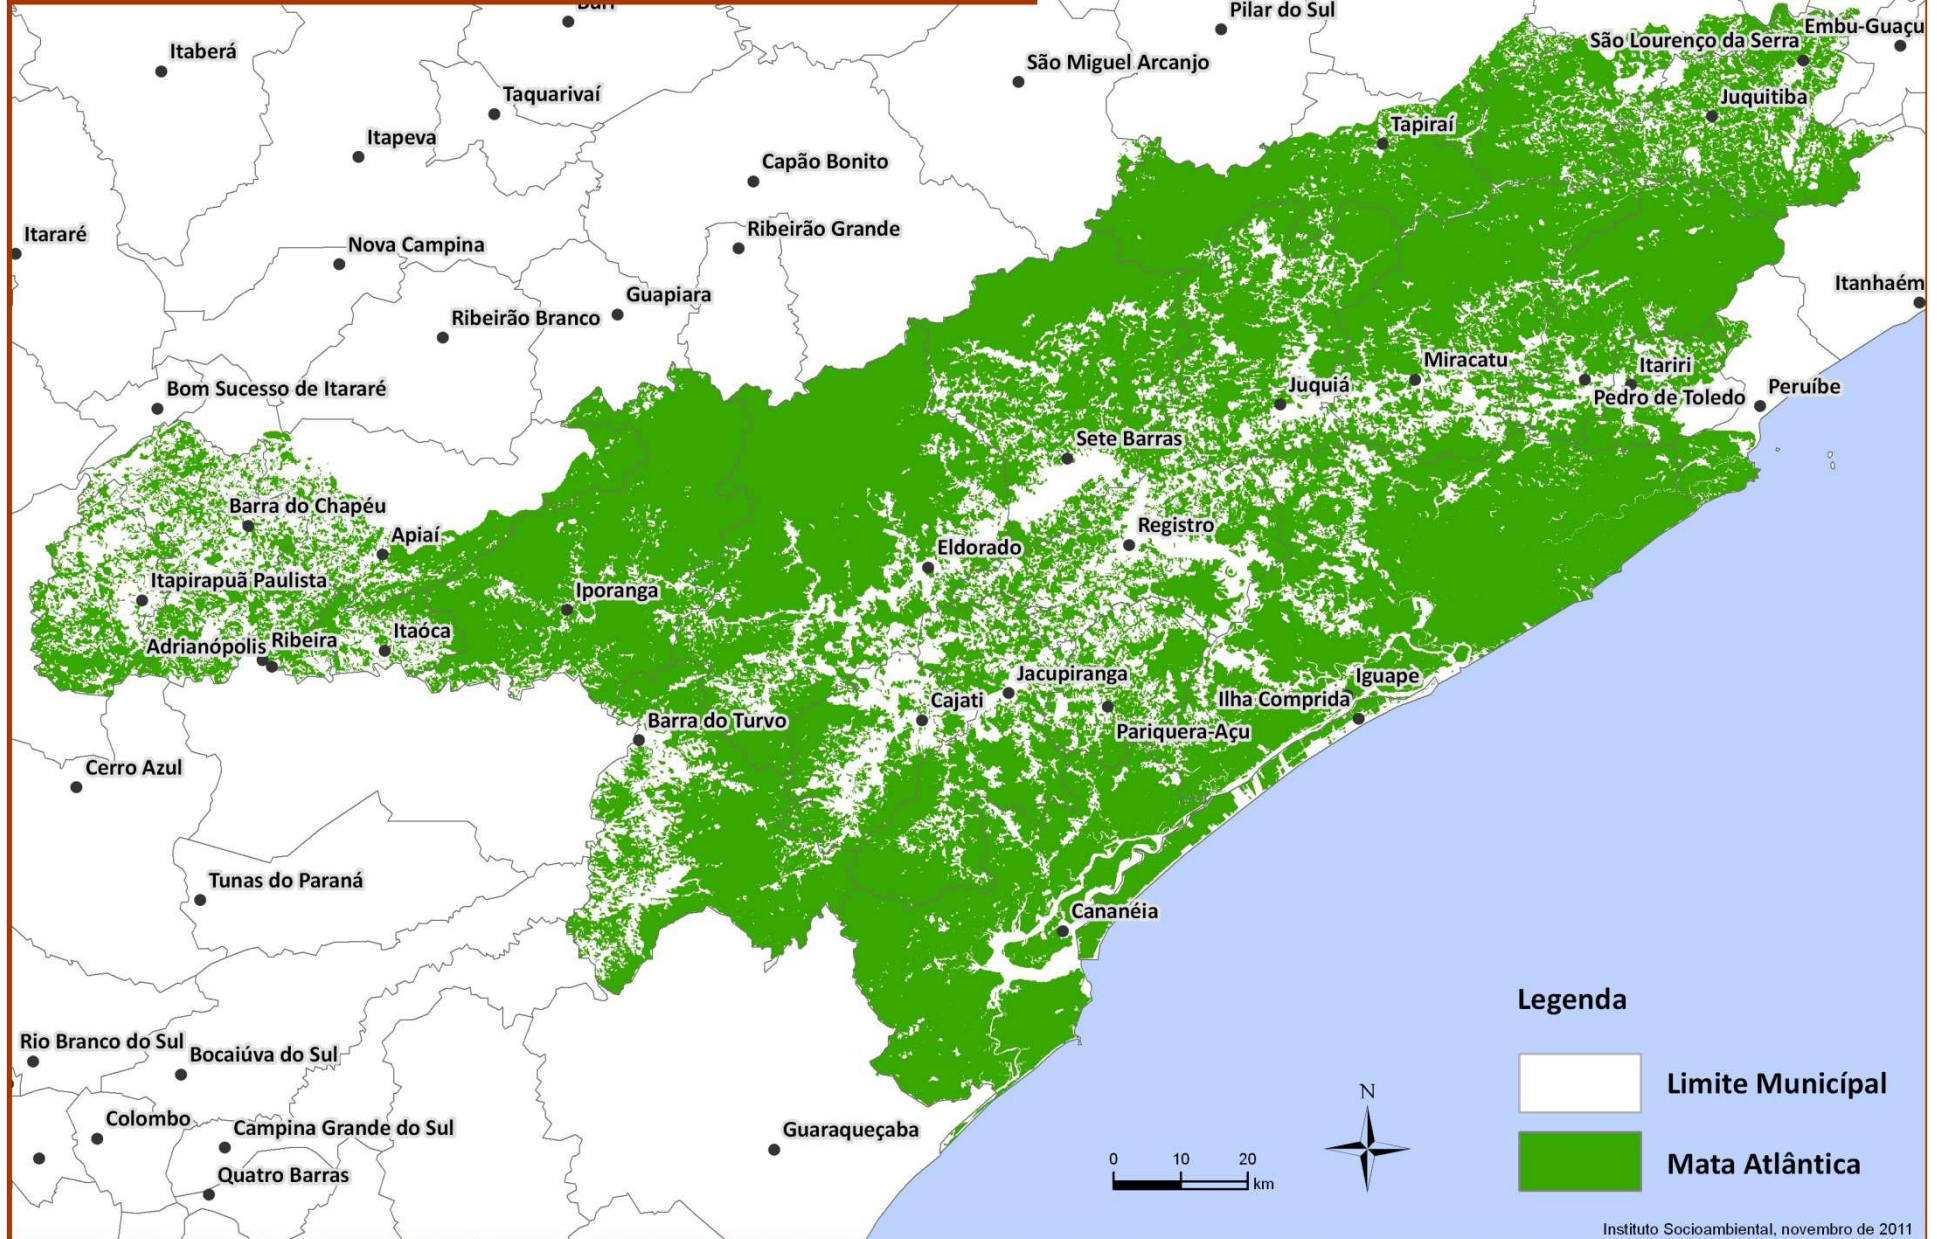 Pilar do Sul
Embu-Guaçu
São Lourenço da Serra
Itaberá
São Miguel Arcanjo
Taquarivaí
Juquitiba
Itapeva
Tapiraí
Capão Bonito
Itararé
Nova Campina
Ribeirão Grande
Itanhaém
Guapiara
Ribeirão Branco
Bom Sucesso de Itararé
Miracatu
Itariri
Juquiá
Pedro de Toledo
Peruíbe
Sete Barras
Barra do Chapéu
Apiaí
Registro
Eldorado
Itapirapuã Paulista
Iporanga
Adrianópolis
Ribeira
Itaóca
Jacupiranga
Iguape
Cajati
Ilha Comprida
Barra do Turvo
Pariquera-Açu
Cerro Azul
Tunas do Paraná
Cananéia
Legenda
Rio Branco do Sul
Bocaiúva do Sul
Limite Municípal
Colombo
Campina Grande do Sul
Guaraqueçaba
Quatro Barras
Mata Atlântica
N
0 10 20
km
Instituto Socioambiental, novembro de 2011